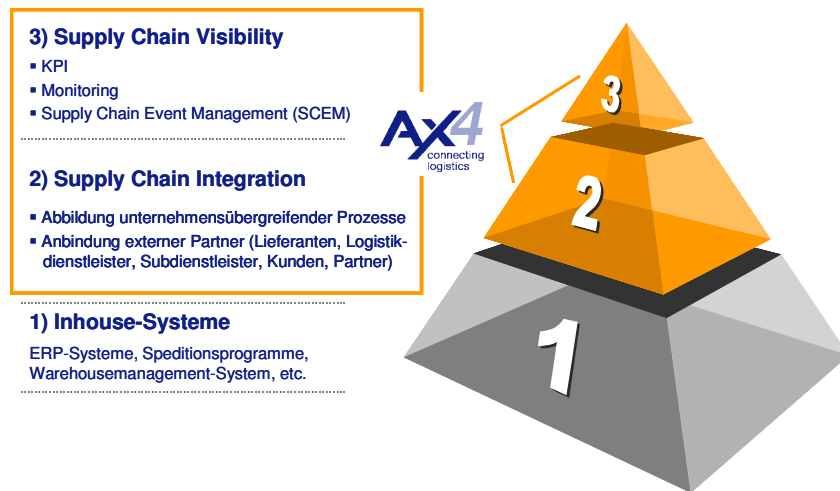 3) Supply Chain Visibility
▪ KPI
▪ Monitoring
▪ Supply Chain Event Management (SCEM)
2) Supply Chain Integration
▪ Abbildung unternehmensübergreifender Prozesse
▪ Anbindung externer Partner (Lieferanten, Logistik-
dienstleister, Subdienstleister, Kunden, Partner)
1) Inhouse-Systeme
ERP-Systeme, Speditionsprogramme,
Warehousemanagement-System, etc.
AX4
connecting
logistics
3
2
1